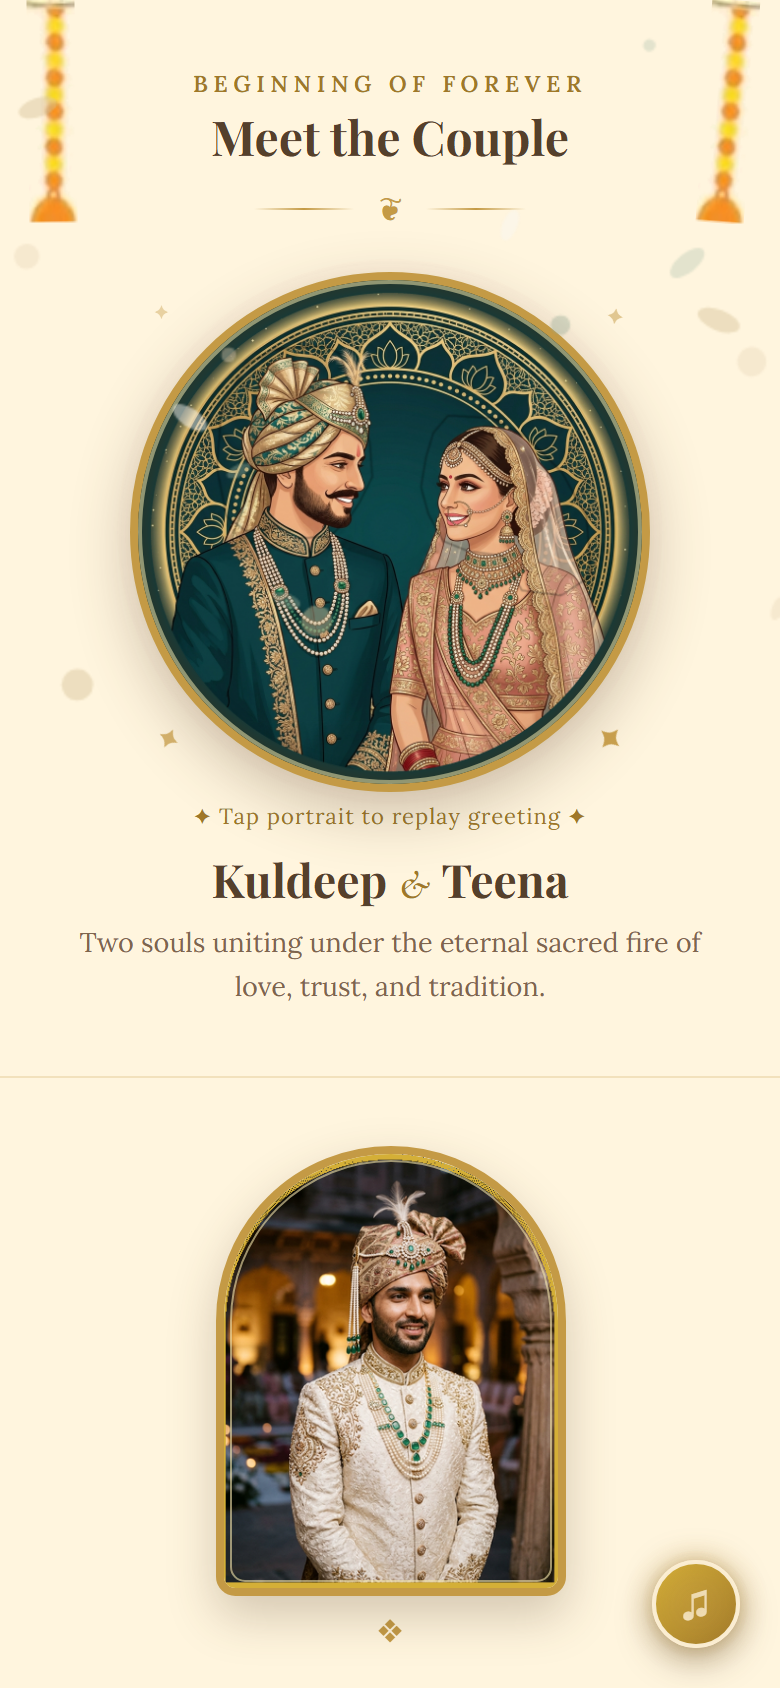 BEGINNING OF FOREVER
Meet the Couple
✦ Tap portrait to replay greeting ✦
Kuldeep & Teena
Two souls uniting under the eternal sacred fire of
love, trust, and tradition.